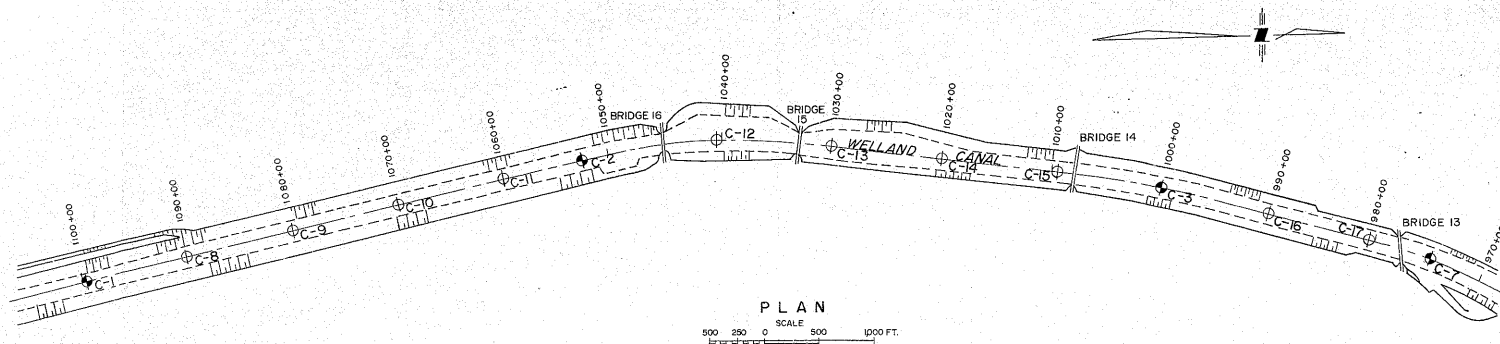 1100+00
1090+00
1080+00
1070+00
1060+00
1050+00
BRIDGE 16
1040+00
BRIDGE 15
1030+00
1020+00
1010+00
BRIDGE 14
1000+00
990+00
980+00
BRIDGE 13
970+00
C-1
C-8
C-9
C-10
C-11
C-2
C-12
C-13
WELLAND CANAL
C-14
C-15
C-3
C-16
C-17
C-7
N
PLAN
SCALE
500 250 0 500 1000 FT.